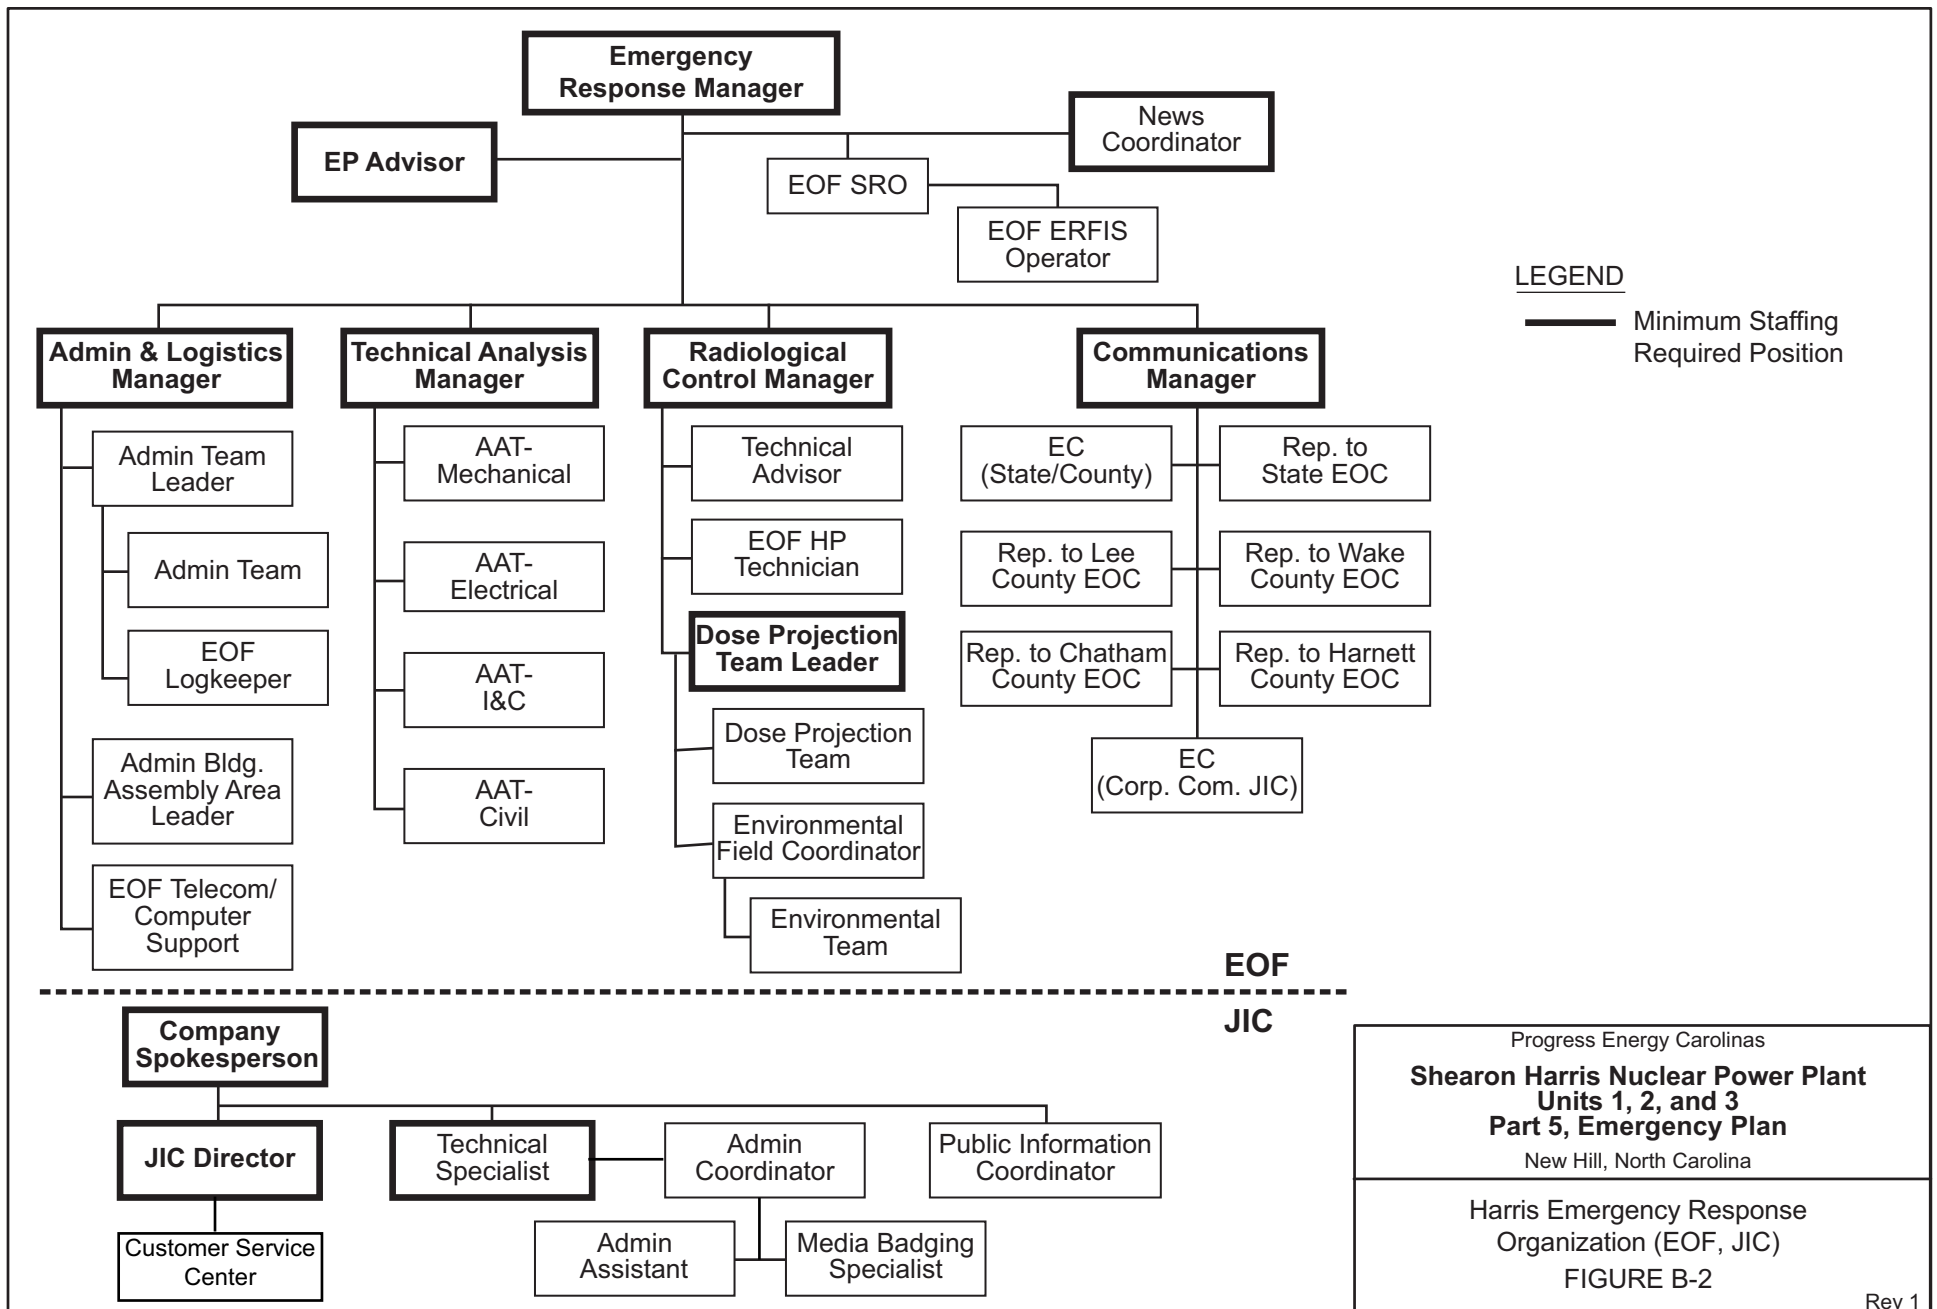 Emergency
Response Manager
News
Coordinator
EP Advisor
EOF SRO
EOF ERFIS
Operator
LEGEND
Minimum Staffing
Required Position
Admin & Logistics
Manager
Technical Analysis
Manager
Radiological
Control Manager
Communications
Manager
Admin Team
Leader
Admin Team
EOF
Logkeeper
Admin Bldg.
Assembly Area
Leader
EOF Telecom/
Computer
Support
AAT-
Mechanical
AAT-
Electrical
AAT-
I&C
AAT-
Civil
Technical
Advisor
EOF HP
Technician
Dose Projection
Team Leader
Dose Projection
Team
Environmental
Field Coordinator
Environmental
Team
EC
(State/County)
Rep. to
State EOC
Rep. to Lee
County EOC
Rep. to Wake
County EOC
Rep. to Chatham
County EOC
Rep. to Harnett
County EOC
EC
(Corp. Com. JIC)
EOF
JIC
Company
Spokesperson
JIC Director
Technical
Specialist
Admin
Coordinator
Public Information
Coordinator
Customer Service
Center
Admin
Assistant
Media Badging
Specialist
Progress Energy Carolinas
Shearon Harris Nuclear Power Plant
Units 1, 2, and 3
Part 5, Emergency Plan
New Hill, North Carolina
Harris Emergency Response
Organization (EOF, JIC)
FIGURE B-2
Rev 1